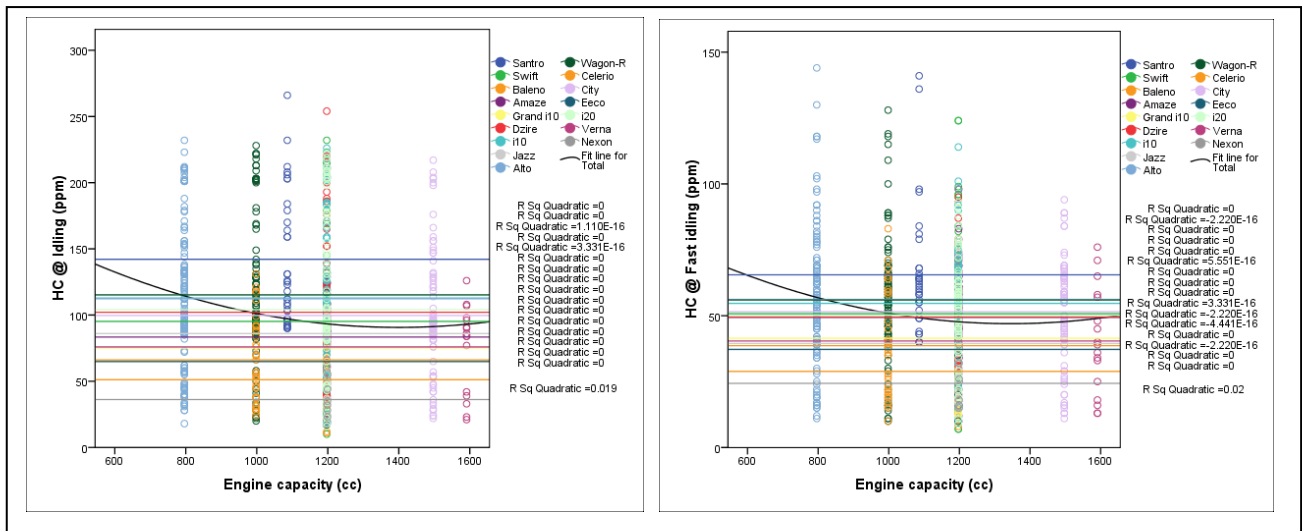 300
250
200
150
100
50
0
HC @ Idling (ppm)
600 800 1000 1200 1400 1600
Engine capacity (cc)
Santro Wagon-R
Swift Celerio
Baleno City
Amaze Eeco
Grand i10 i20
Dzire Verna
i10 Nexon
Jazz Fit line for
Alto Total
R Sq Quadratic =0
R Sq Quadratic =0
R Sq Quadratic =1.110E-16
R Sq Quadratic =0
R Sq Quadratic =3.331E-16
R Sq Quadratic =0
R Sq Quadratic =0
R Sq Quadratic =0
R Sq Quadratic =0
R Sq Quadratic =0
R Sq Quadratic =0
R Sq Quadratic =0
R Sq Quadratic =0
R Sq Quadratic =0
R Sq Quadratic =0
R Sq Quadratic =0.019
150
100
50
0
HC @ Fast idling (ppm)
600 800 1000 1200 1400 1600
Engine capacity (cc)
Santro Wagon-R
Swift Celerio
Baleno City
Amaze Eeco
Grand i10 i20
Dzire Verna
i10 Nexon
Jazz Fit line for
Alto Total
R Sq Quadratic =0
R Sq Quadratic =-2.220E-16
R Sq Quadratic =0
R Sq Quadratic =0
R Sq Quadratic =0
R Sq Quadratic =5.551E-16
R Sq Quadratic =0
R Sq Quadratic =0
R Sq Quadratic =0
R Sq Quadratic =3.331E-16
R Sq Quadratic =-2.220E-16
R Sq Quadratic =-4.441E-16
R Sq Quadratic =0
R Sq Quadratic =-2.220E-16
R Sq Quadratic =0
R Sq Quadratic =0
R Sq Quadratic =0.02